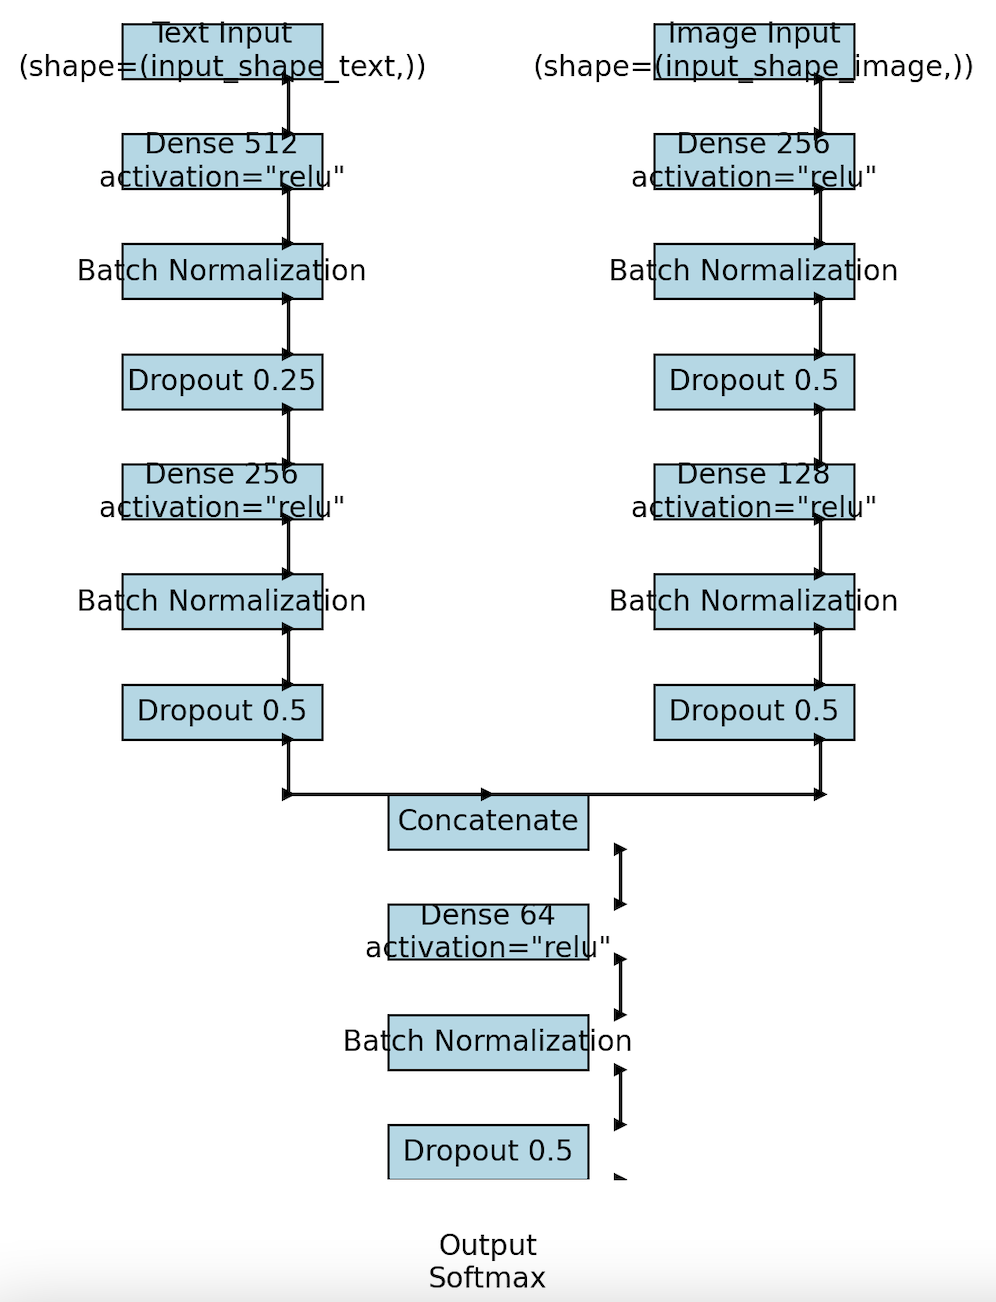 Text Input
(shape=(input_shape_text,))
Dense 512
activation="relu"
Batch Normalization
Dropout 0.25
Dense 256
activation="relu"
Batch Normalization
Dropout 0.5
Image Input
(shape=(input_shape_image,))
Dense 256
activation="relu"
Batch Normalization
Dropout 0.5
Dense 128
activation="relu"
Batch Normalization
Dropout 0.5
Concatenate
Dense 64
activation="relu"
Batch Normalization
Dropout 0.5
Output
Softmax